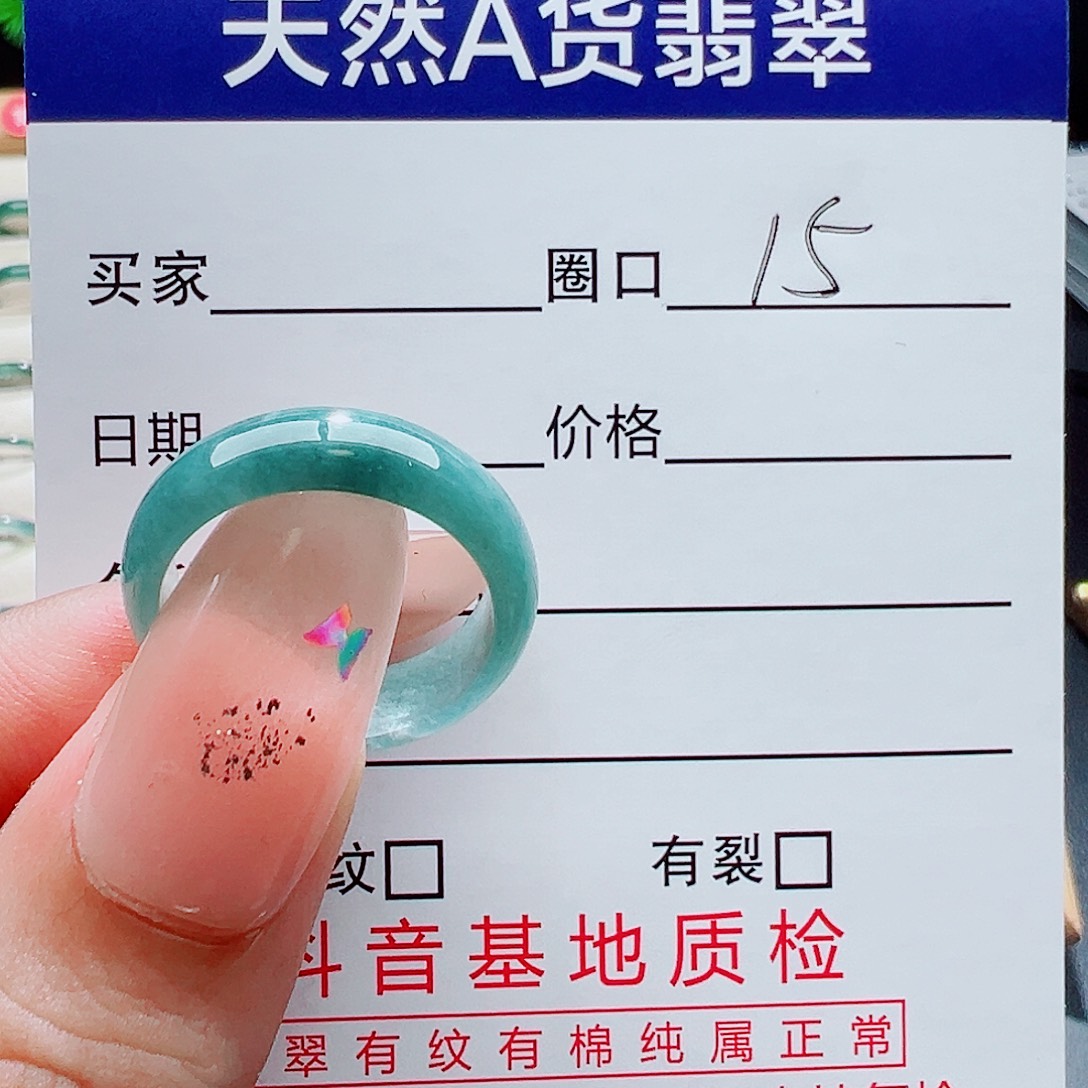 天然A货翡翠
买家 圈口 15
日期 价格
纹□ 有裂□
抖音基地质检
翠有纹有棉纯属正常